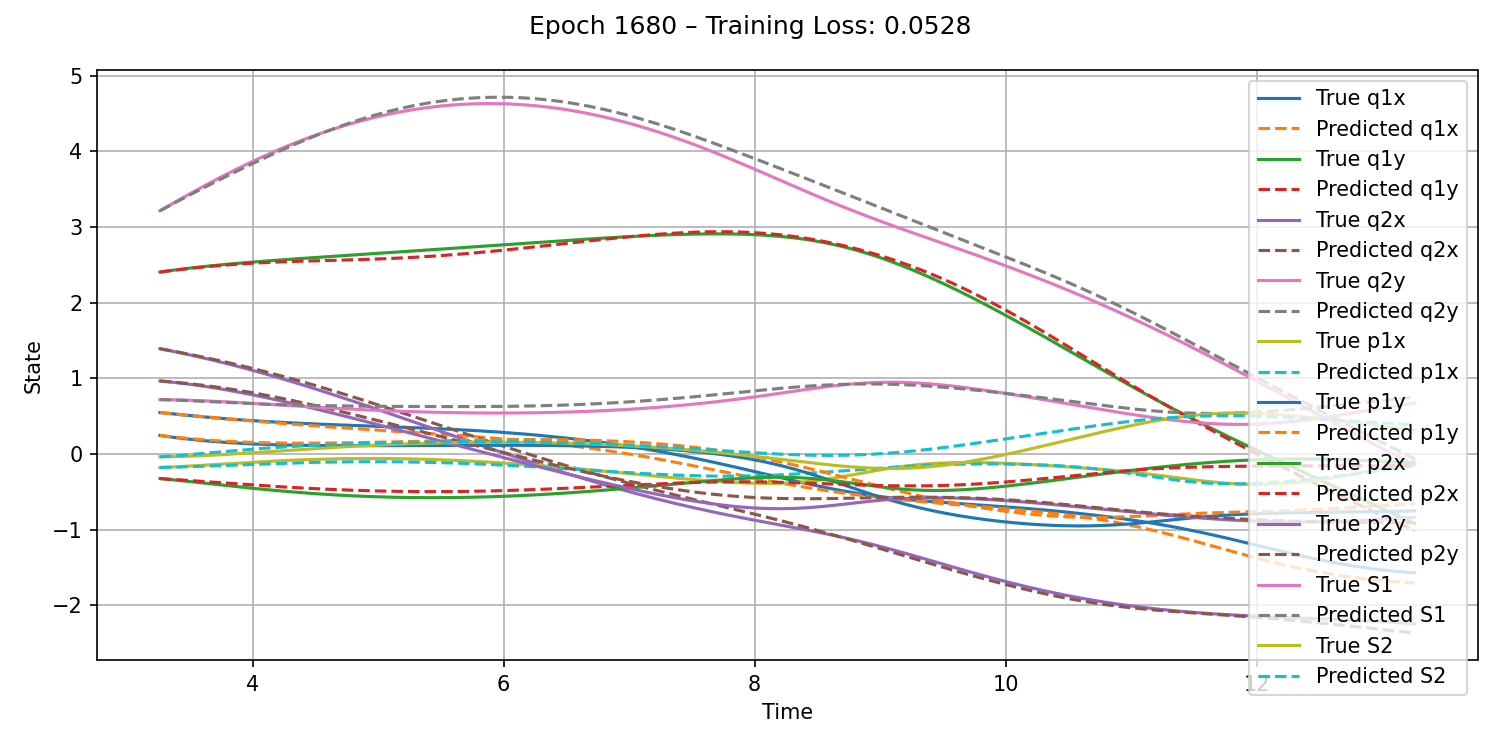 Epoch 1680 – Training Loss: 0.0528
5
4
3
2
1
0
−1
−2
State
4
6
8
10
12
Time
True q1x
Predicted q1x
True q1y
Predicted q1y
True q2x
Predicted q2x
True q2y
Predicted q2y
True p1x
Predicted p1x
True p1y
Predicted p1y
True p2x
Predicted p2x
True p2y
Predicted p2y
True S1
Predicted S1
True S2
Predicted S2